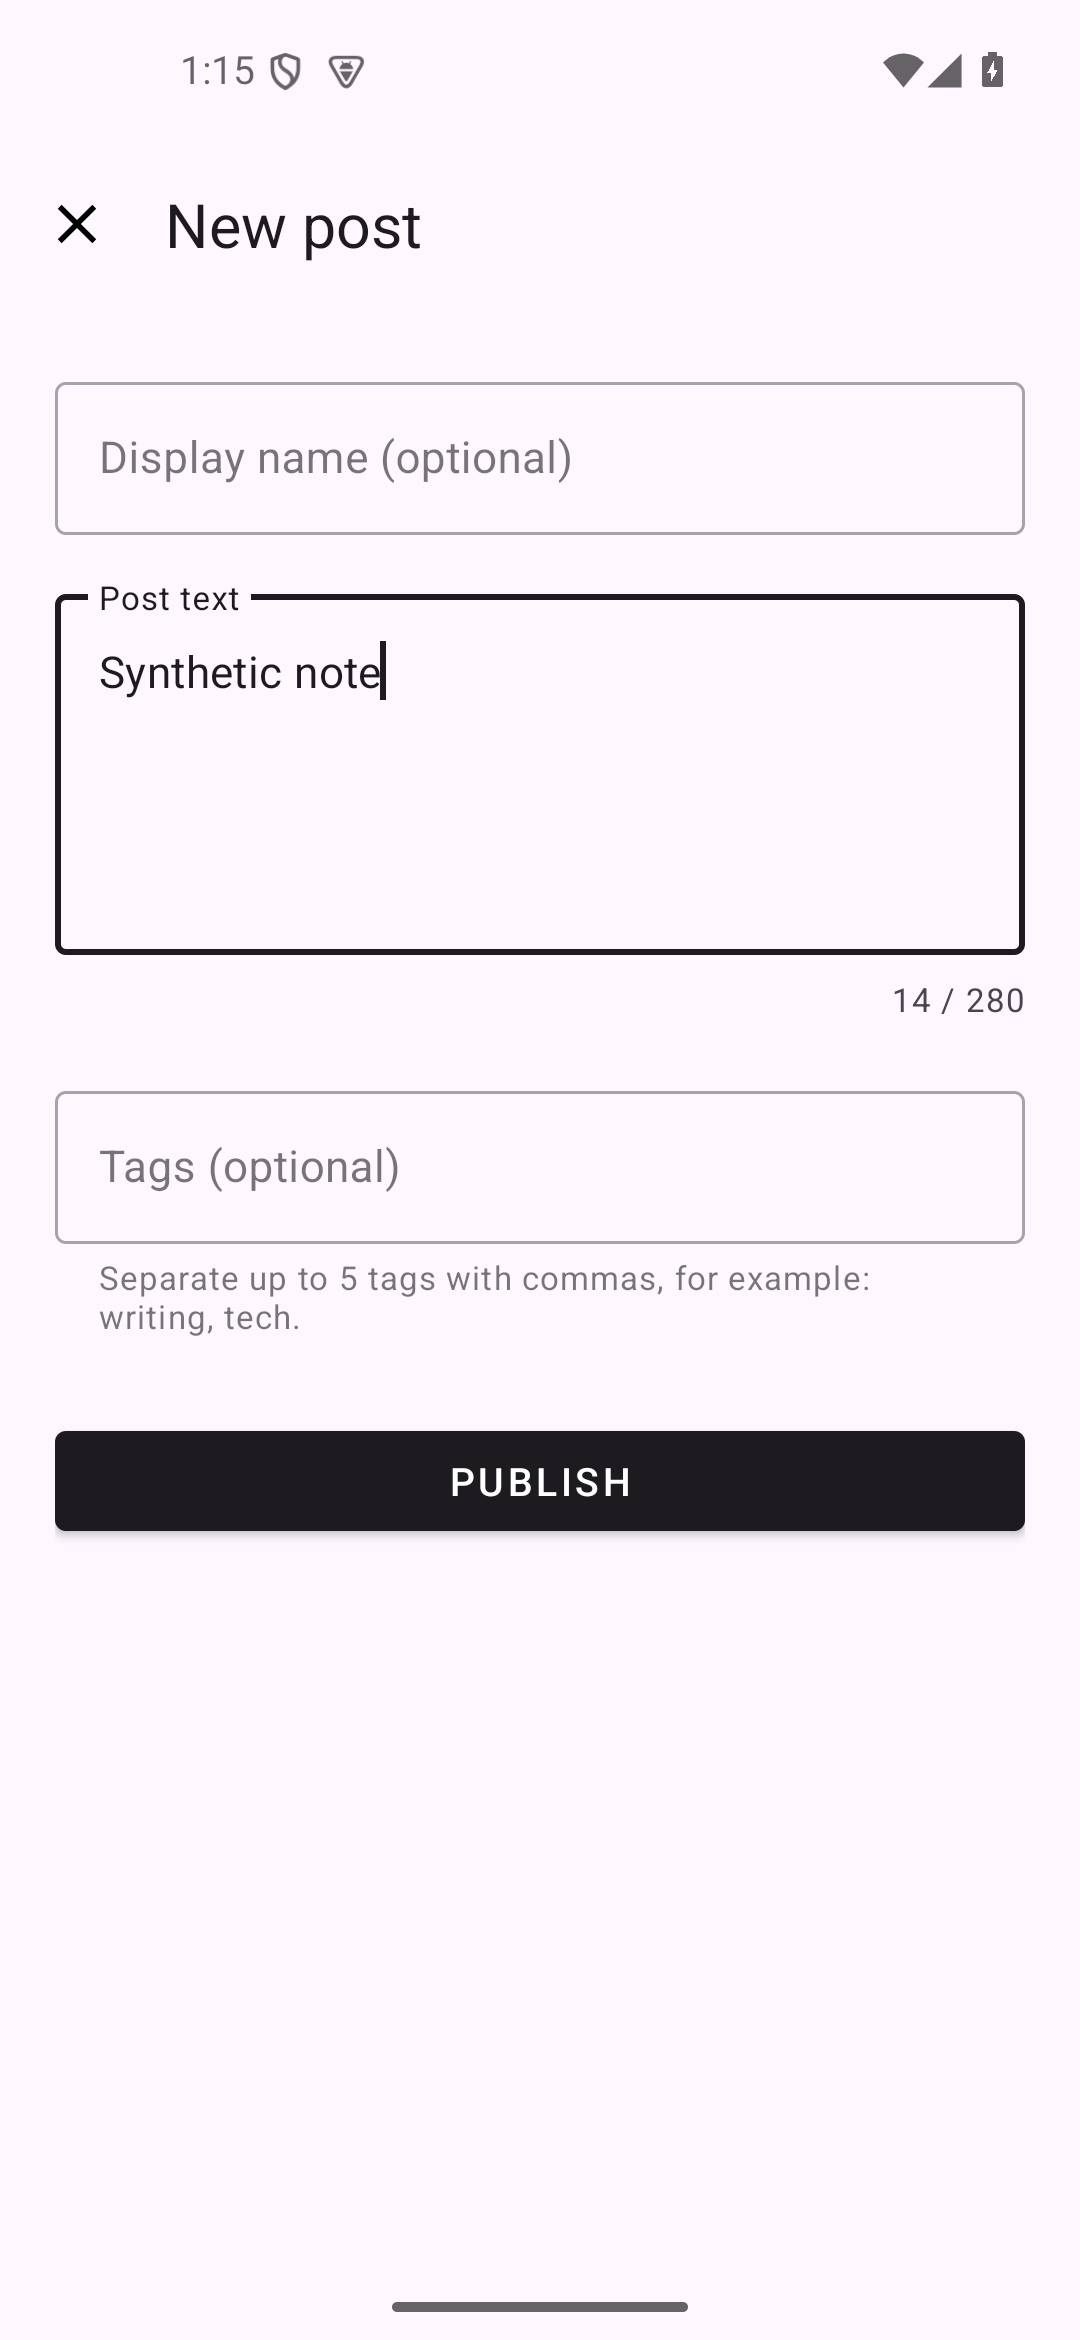 1:15
New post
Display name (optional)
Post text
Synthetic note
14 / 280
Tags (optional)
Separate up to 5 tags with commas, for example:
writing, tech.
PUBLISH